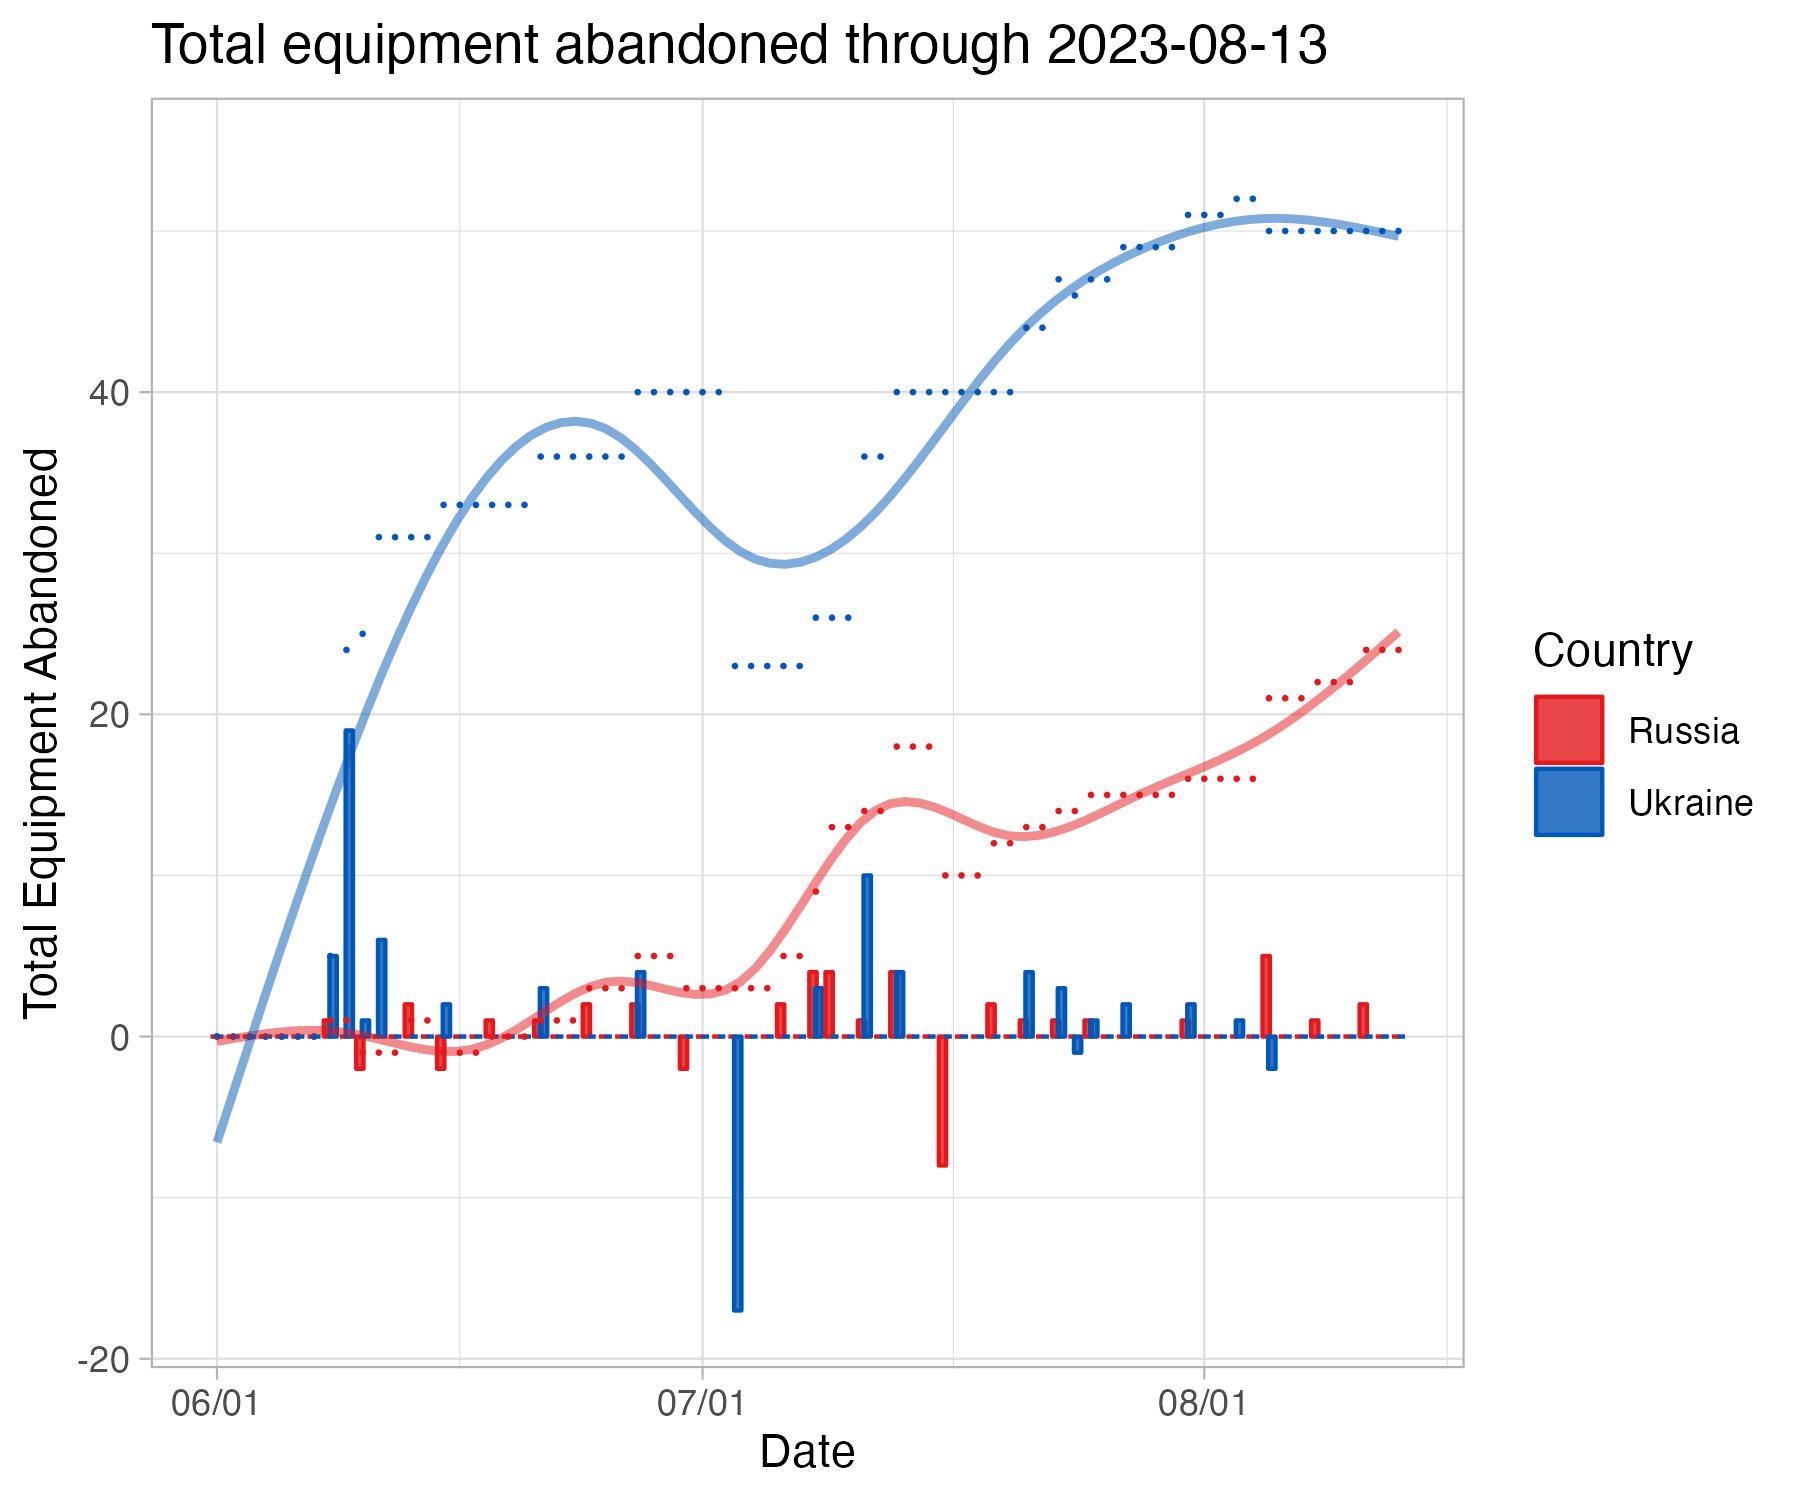 Total equipment abandoned through 2023-08-13
Total Equipment Abandoned
40
20
0
-20
06/01
07/01
08/01
Date
Country
Russia
Ukraine